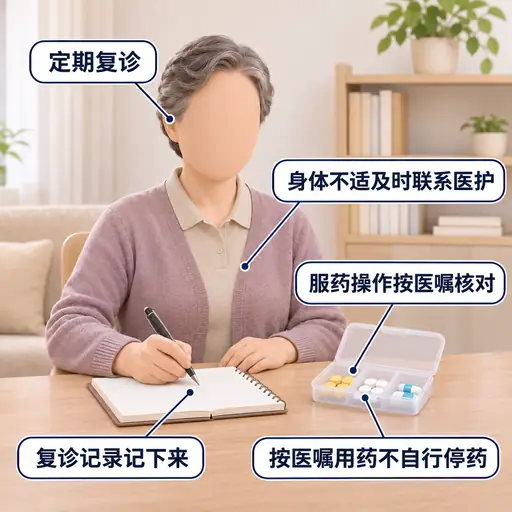 定期复诊
身体不适及时联系医护
服药操作按医嘱核对
复诊记录记下来
按医嘱用药不自行停药